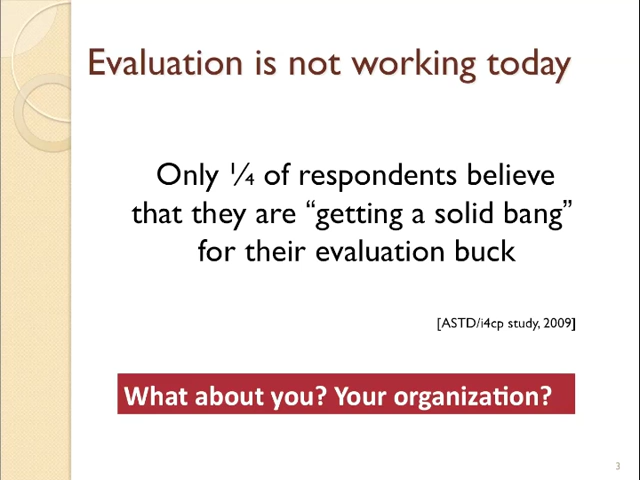 Evaluation is not working today
Only ¼ of respondents believe
that they are “getting a solid bang”
for their evaluation buck
[ASTD/i4cp study, 2009]
What about you? Your organization?
3